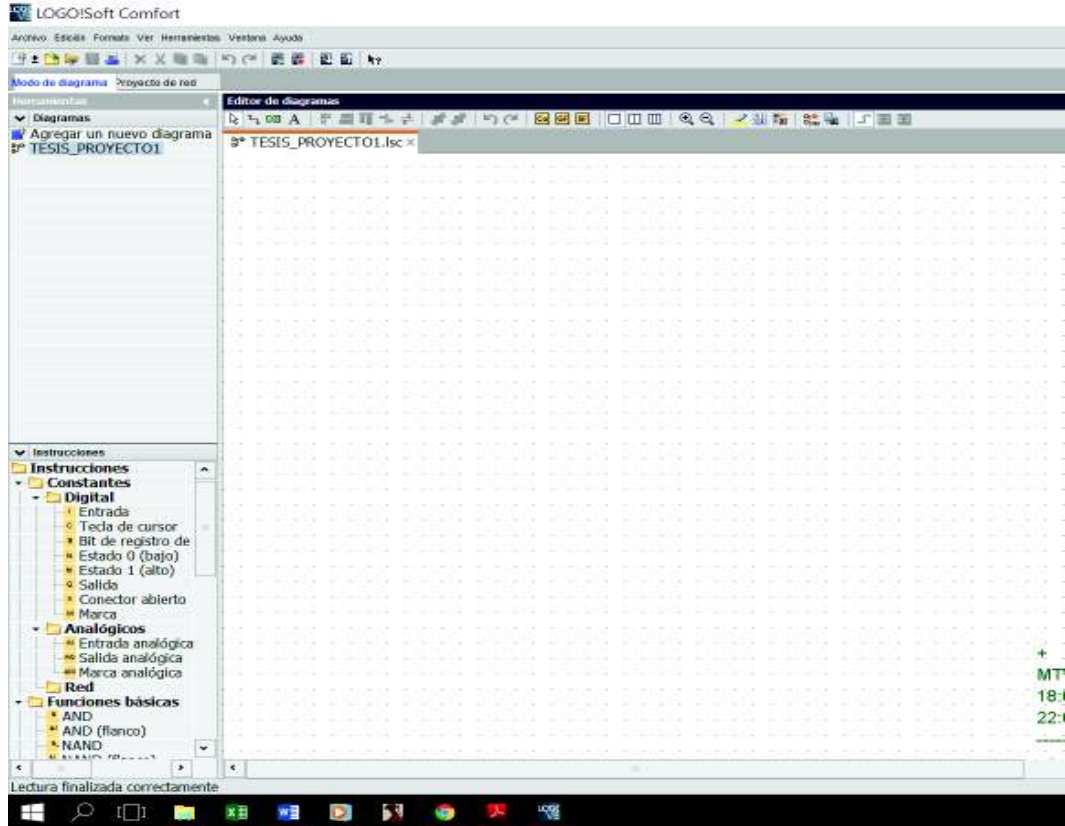 LOGO!Soft Comfort
Archivo Edición Formato Ver Herramientas Ventana Ayuda
Modo de diagrama Proyecto de red
Herramientas
Editor de diagramas
Diagramas
Agregar un nuevo diagrama
TESIS_PROYECTO1
TESIS_PROYECTO1.lsc
Instrucciones
Instrucciones
Constantes
Digital
Entrada
Tecla de cursor
Bit de registro de
Estado 0 (bajo)
Estado 1 (alto)
Salida
Conector abierto
Marca
Analógicos
Entrada analógica
Salida analógica
Marca analógica
Red
Funciones básicas
AND
AND (flanco)
NAND
+
18:
22:
Lectura finalizada correctamente